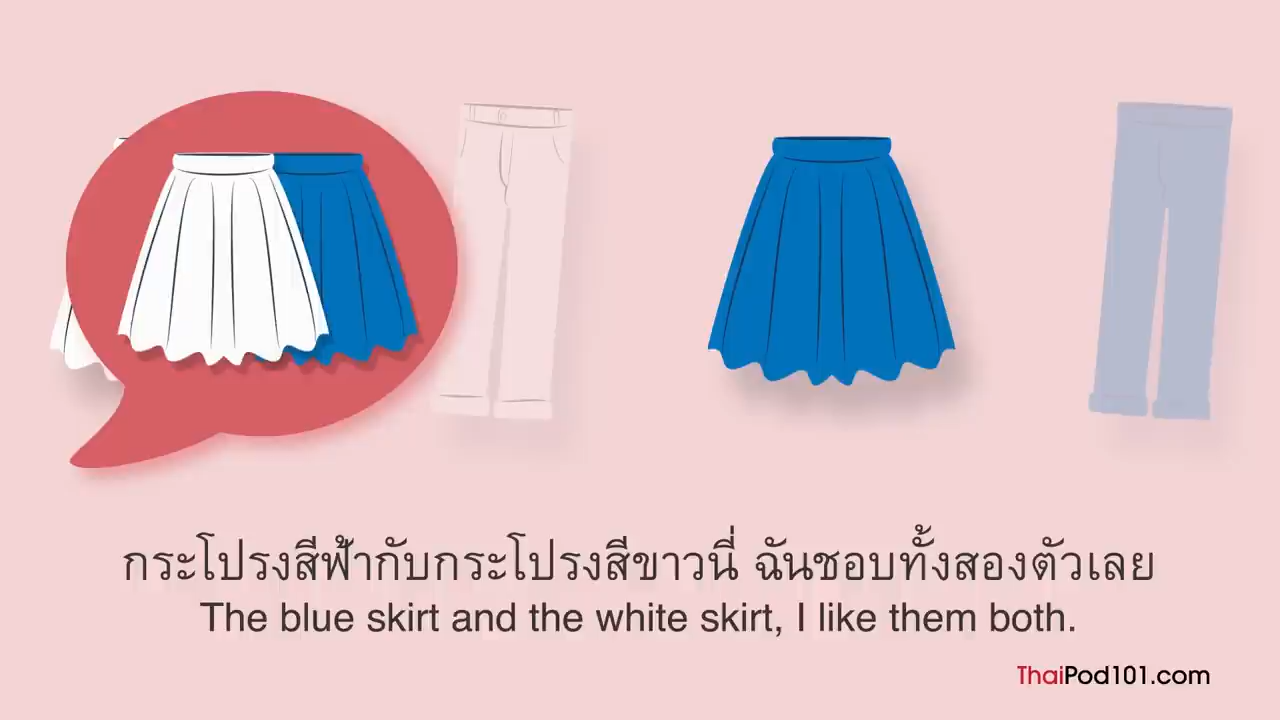 กระโปรงสีฟ้ากับกระโปรงสีขาวนี่ ฉันชอบทั้งสองตัวเลย
The blue skirt and the white skirt, I like them both.
ThaiPod101.com